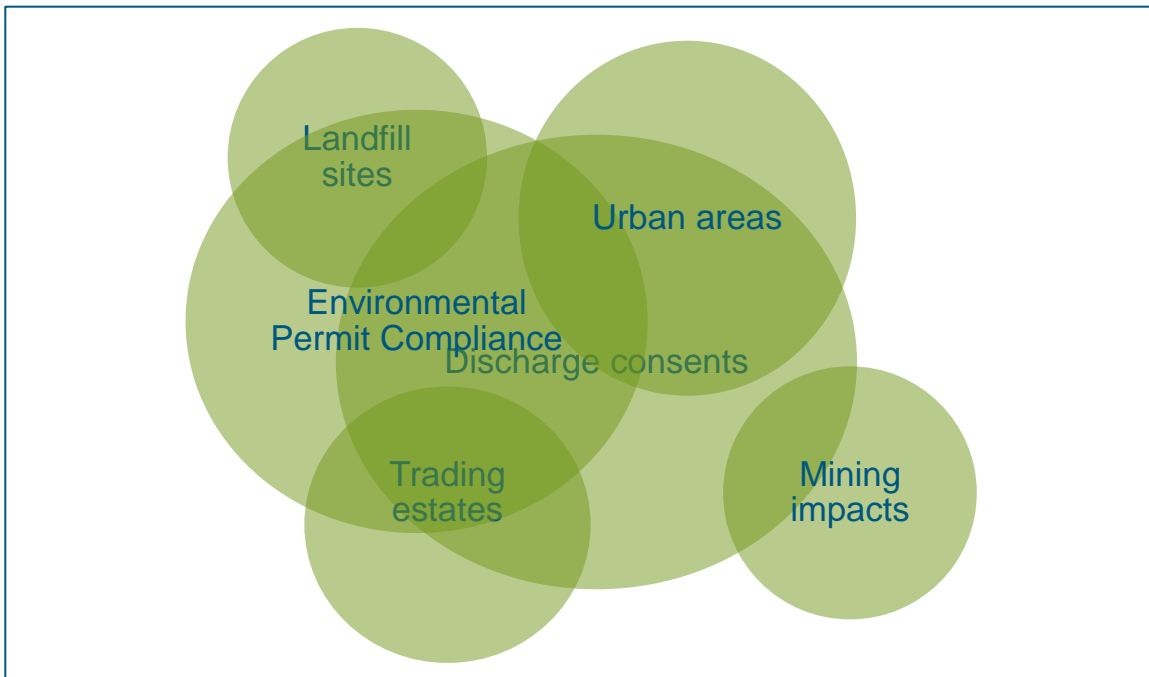 Landfill
sites
Urban areas
Environmental
Permit Compliance
Discharge consents
Trading
estates
Mining
impacts